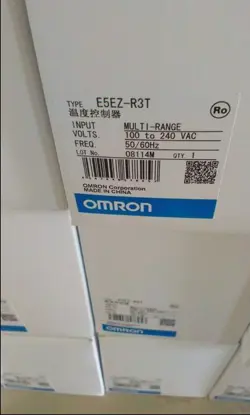 TYPE E5EZ-R3T
温度控制器
Ro
INPUT MULTI-RANGE
VOLTS. 100 to 240 VAC
FREQ. 50/60Hz
LOT No. 08114M QTY 1
OMRON Corporation
MADE IN CHINA
OMRON